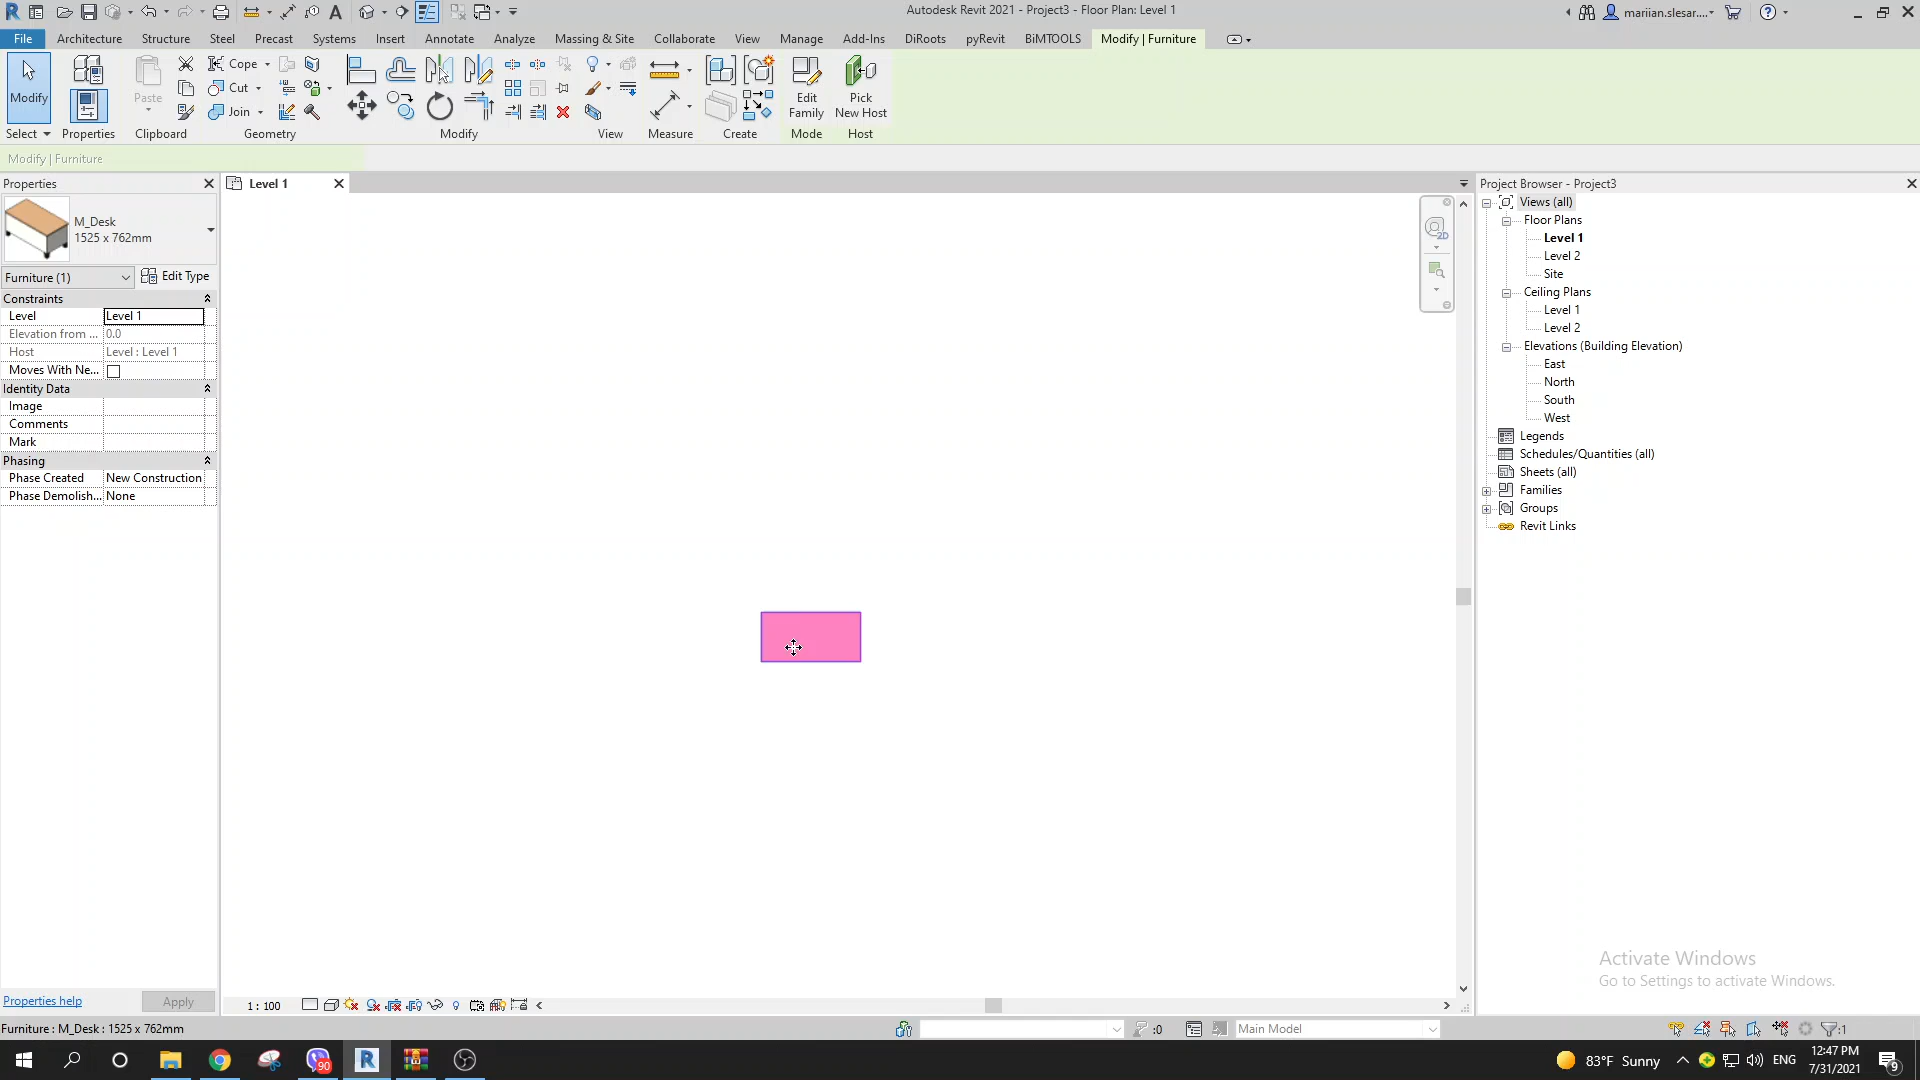 Autodesk Revit 2021 - Project3 - Floor Plan: Level 1
mariian.slesar....
File Architecture Structure Steel Precast Systems Insert Annotate Analyze Massing & Site Collaborate View Manage Add-Ins DiRoots pyRevit BiMTOOLS Modify | Furniture
Modify
Paste
Cope
Cut
Join
Edit
Family
Pick
New Host
Select Properties Clipboard Geometry Modify View Measure Create Mode Host
Modify | Furniture
Properties
M_Desk
1525 x 762mm
Furniture (1) Edit Type
Constraints
Level Level 1
Elevation from ... 0.0
Host Level : Level 1
Moves With Ne...
Identity Data
Image
Comments
Mark
Phasing
Phase Created New Construction
Phase Demolish... None
Properties help Apply
Level 1
2D
1 : 100
Project Browser - Project3
Views (all)
Floor Plans
Level 1
Level 2
Site
Ceiling Plans
Level 1
Level 2
Elevations (Building Elevation)
East
North
South
West
Legends
Schedules/Quantities (all)
Sheets (all)
Families
Groups
Revit Links
Activate Windows
Go to Settings to activate Windows.
Furniture : M_Desk : 1525 x 762mm
:0
Main Model
:1
90
83°F Sunny
ENG
12:47 PM
7/31/2021
9